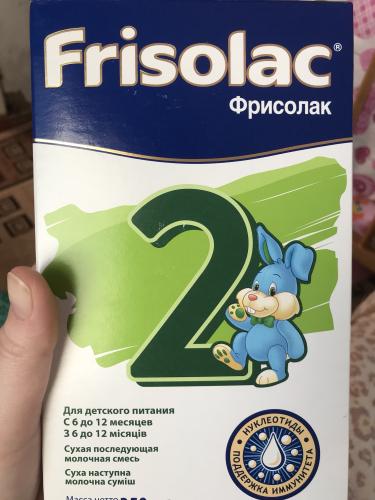 Frisolac®
Фрисолак
2
Для детского питания
С 6 до 12 месяцев
З 6 до 12 місяців
Сухая последующая
молочная смесь
Суха наступна
молочна суміш
Масса нетто
НУКЛЕОТИДЫ
ПОДДЕРЖКА ИММУНИТЕТА